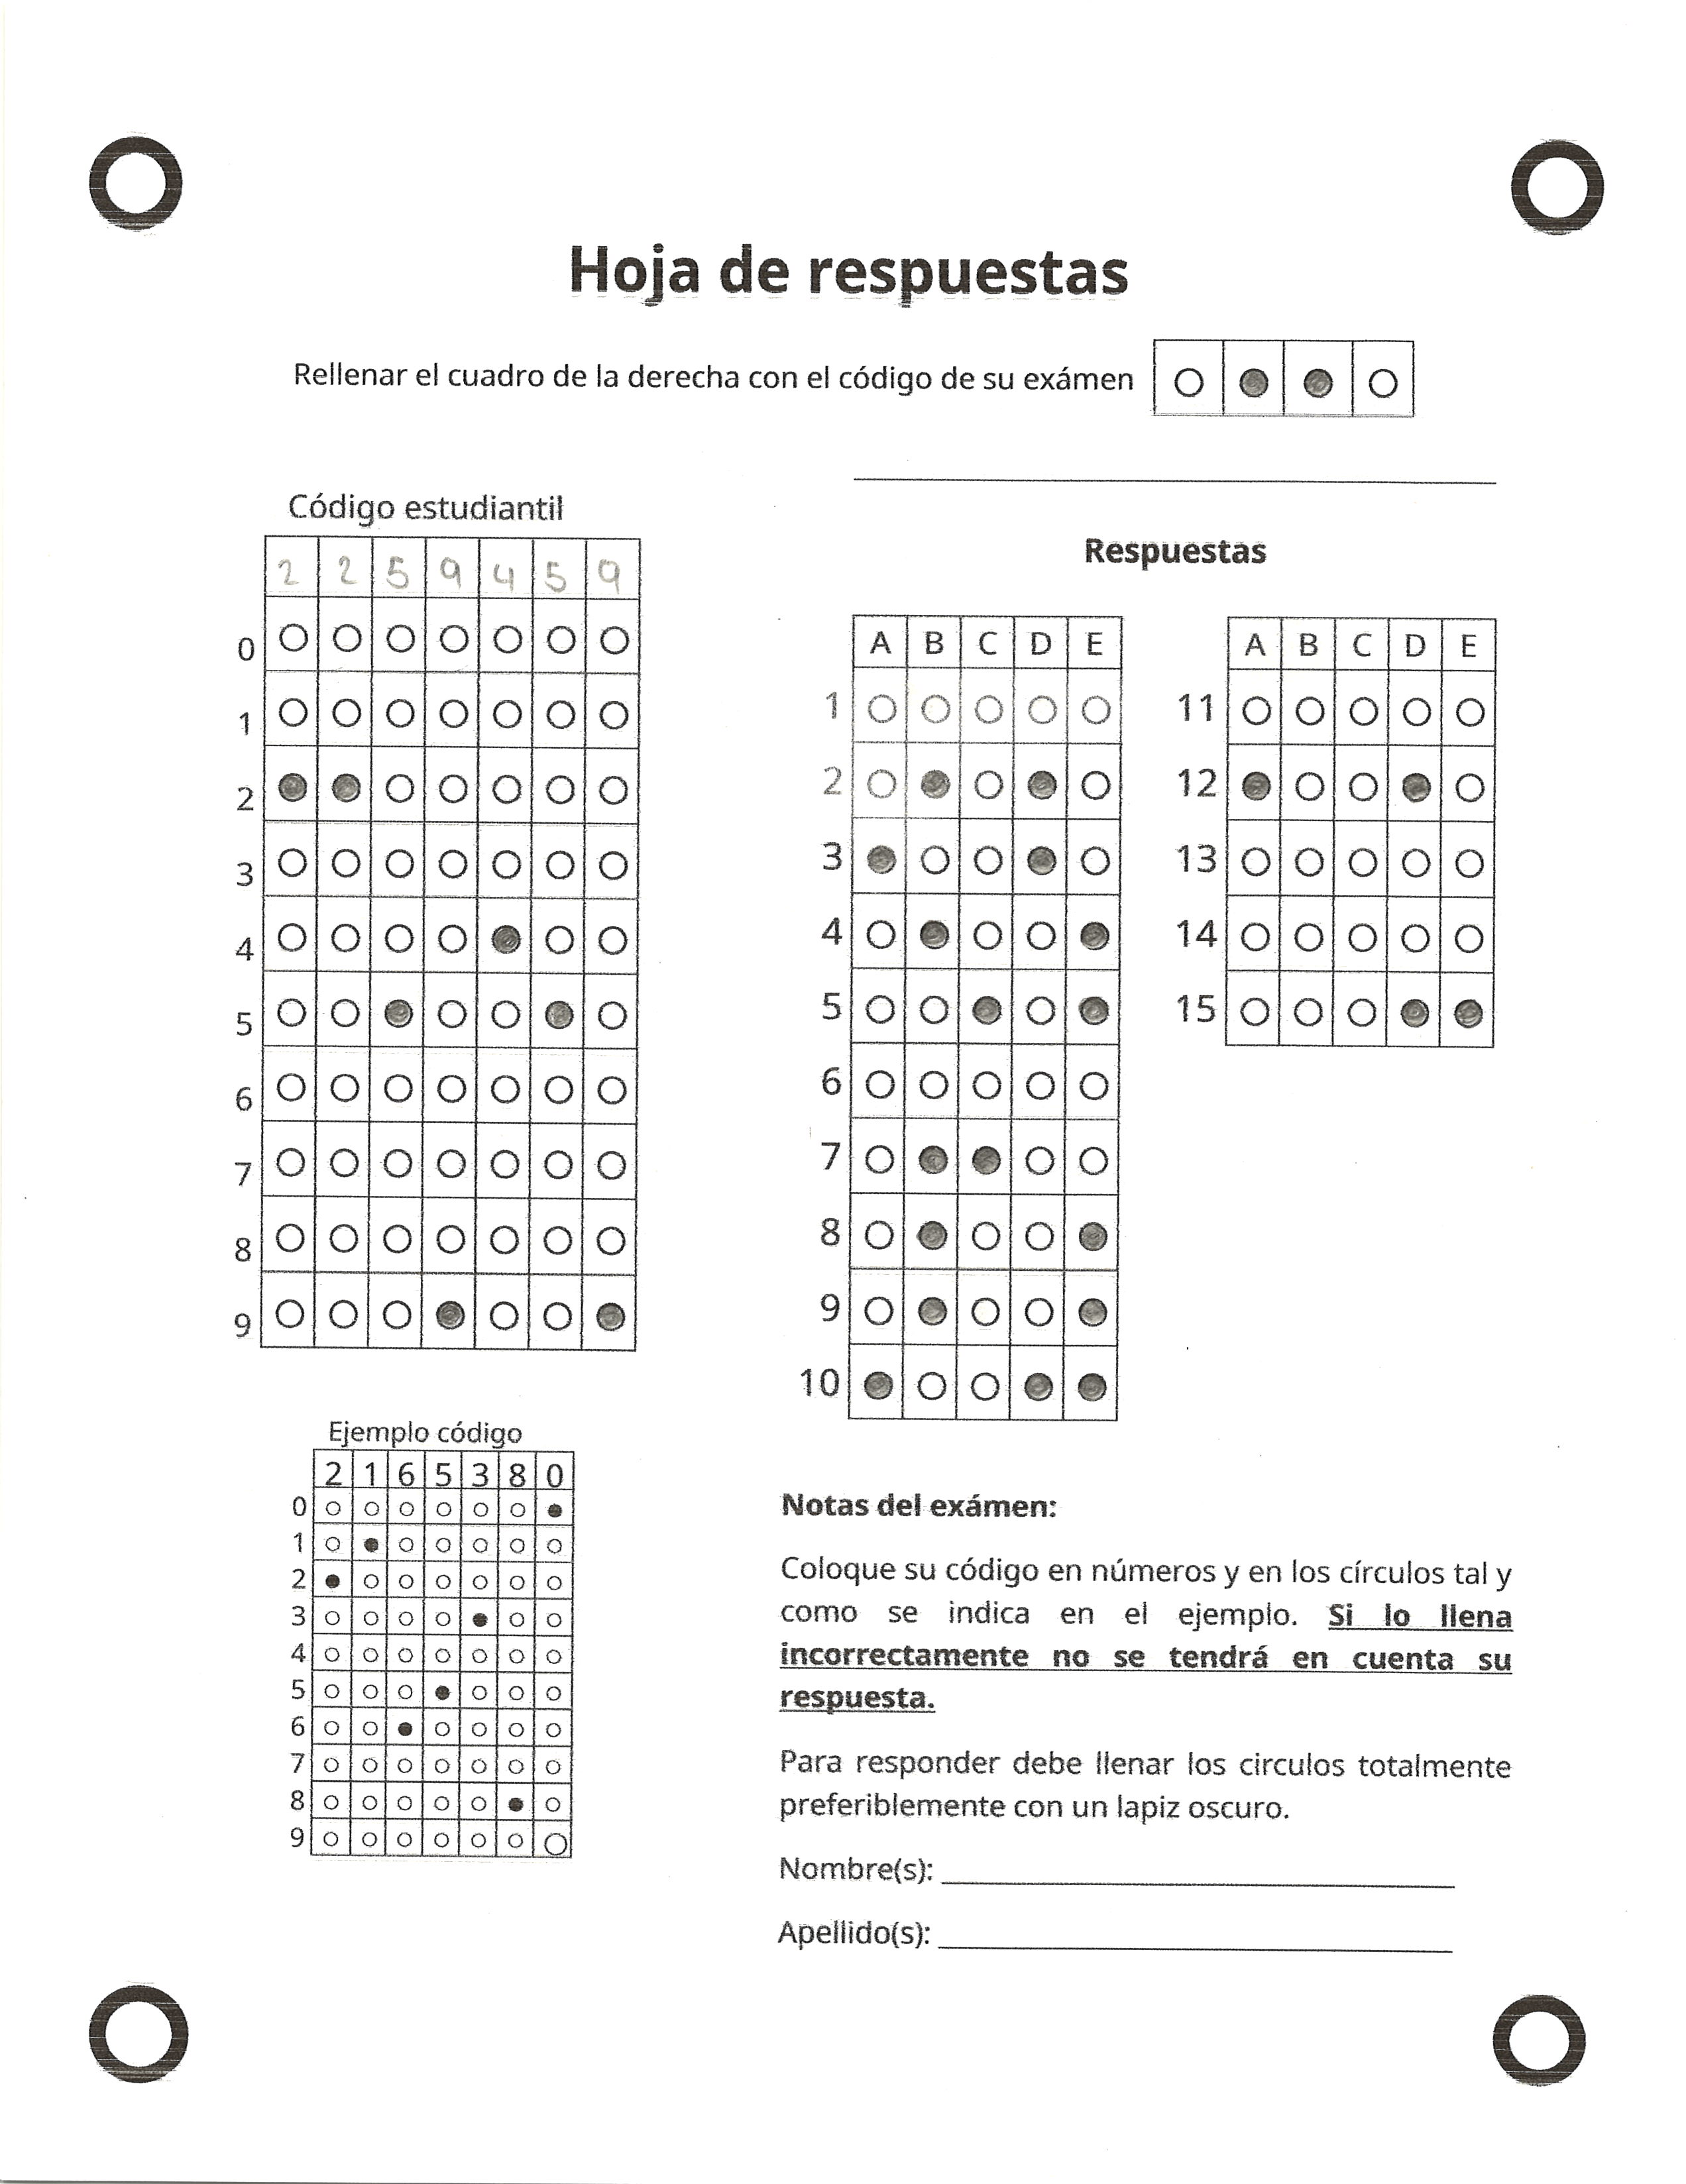 Hoja de respuestas
Rellenar el cuadro de la derecha con el código de su exámen
Código estudiantil
2 2 5 9 4 5 9
0
1
2
3
4
5
6
7
8
9
Respuestas
A B C D E
1
2
3
4
5
6
7
8
9
10
A B C D E
11
12
13
14
15
Ejemplo código
2 1 6 5 3 8 0
0
1
2
3
4
5
6
7
8
9
Notas del exámen:
Coloque su código en números y en los círculos tal y
como se indica en el ejemplo. Si lo llena
incorrectamente no se tendrá en cuenta su
respuesta.
Para responder debe llenar los circulos totalmente
preferiblemente con un lapiz oscuro.
Nombre(s):
Apellido(s):